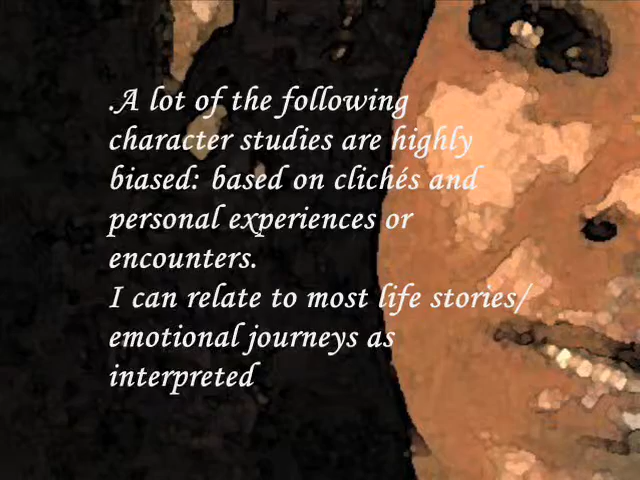 .A lot of the following
character studies are highly
biased: based on clichés and
personal experiences or
encounters.
I can relate to most life stories/
emotional journeys as
interpreted